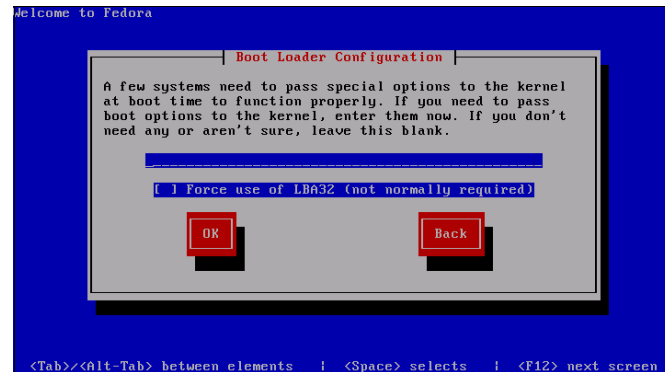 Welcome to Fedora
Boot Loader Configuration
A few systems need to pass special options to the kernel
at boot time to function properly. If you need to pass
boot options to the kernel, enter them now. If you don't
need any or aren't sure, leave this blank.
[ ] Force use of LBA32 (not normally required)
OK Back
<Tab>/<Alt-Tab> between elements | <Space> selects | <F12> next screen